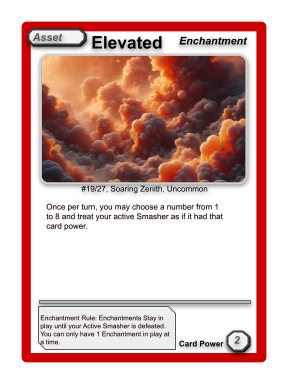 Asset
Elevated Enchantment
#19/27, Soaring Zenith, Uncommon
Once per turn, you may choose a number from 1
to 8 and treat your active Smasher as if it had that
card power.
Enchantment Rule: Enchantments Stay in
play until your Active Smasher is defeated.
You can only have 1 Enchantment in play at
a time.
Card Power 2